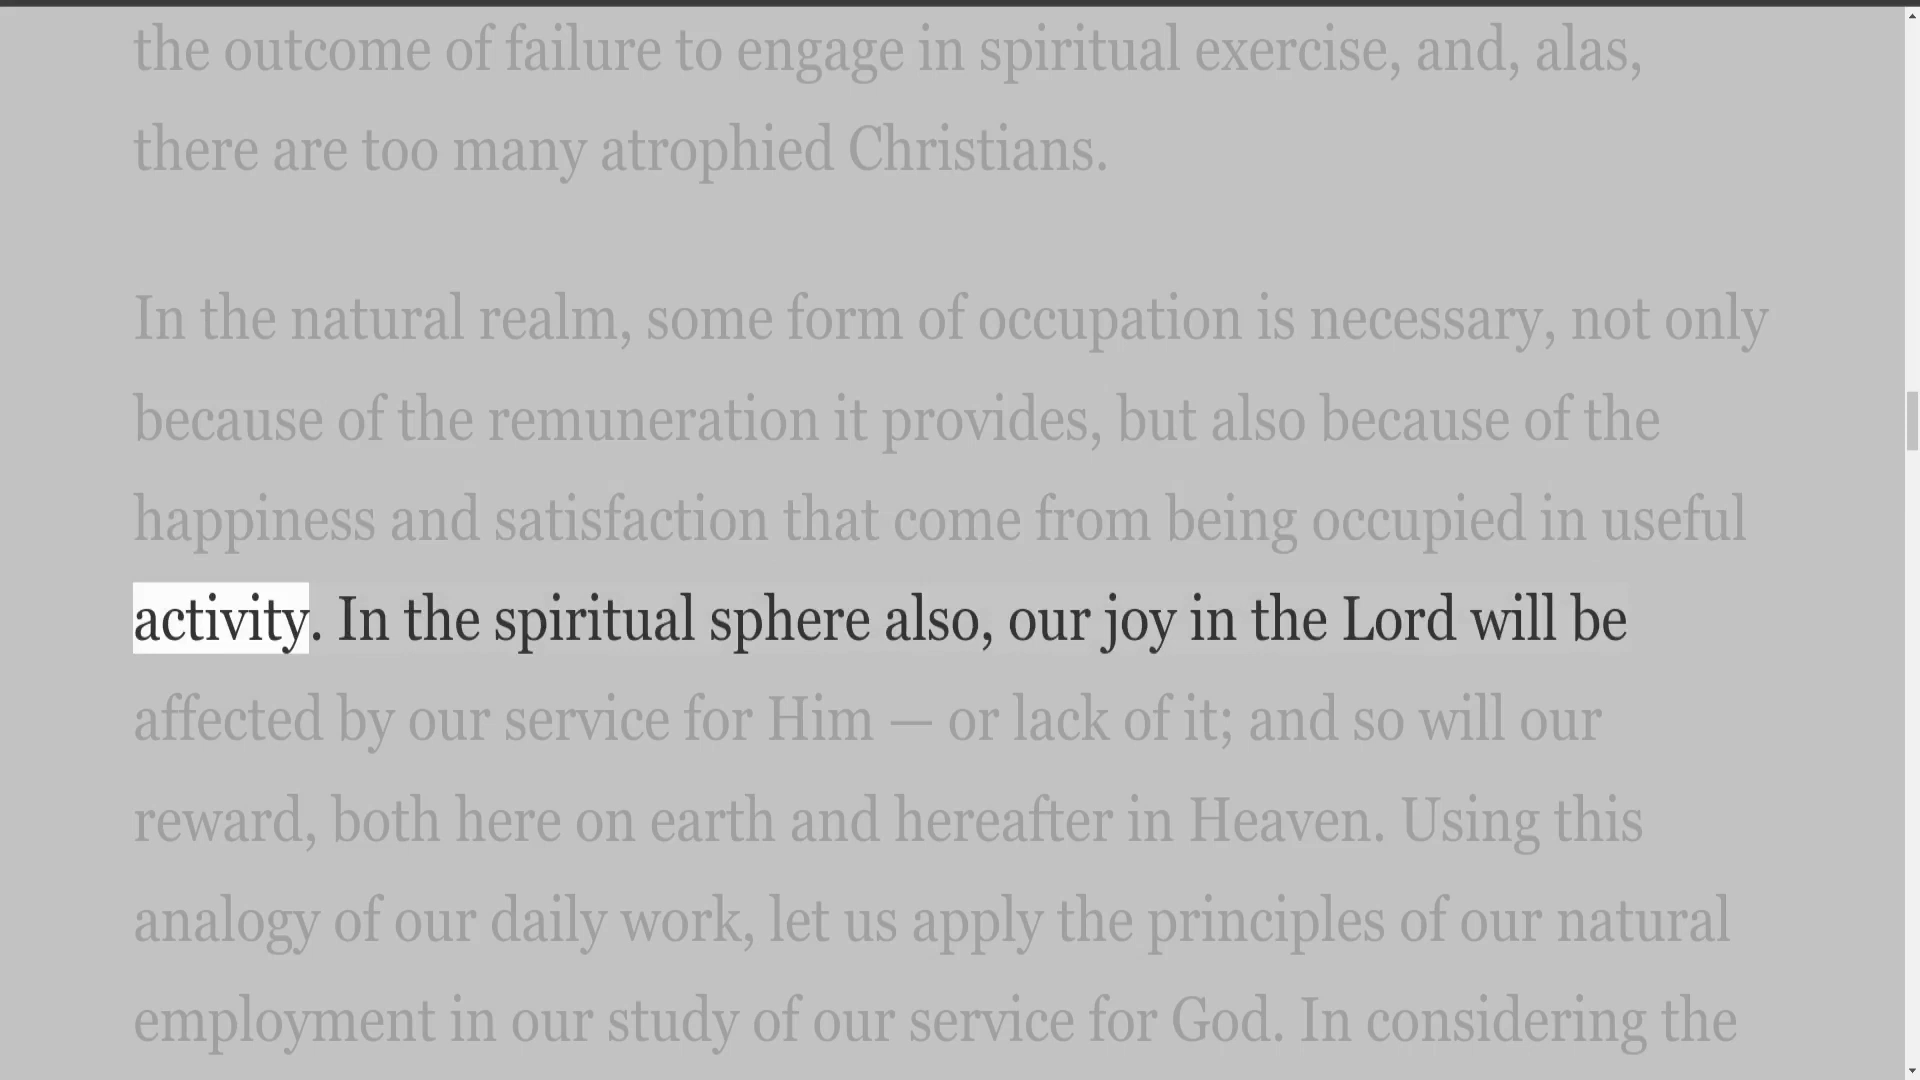 the outcome of failure to engage in spiritual exercise, and, alas,
there are too many atrophied Christians.
In the natural realm, some form of occupation is necessary, not only
because of the remuneration it provides, but also because of the
happiness and satisfaction that come from being occupied in useful
activity. In the spiritual sphere also, our joy in the Lord will be
affected by our service for Him — or lack of it; and so will our
reward, both here on earth and hereafter in Heaven. Using this
analogy of our daily work, let us apply the principles of our natural
employment in our study of our service for God. In considering the